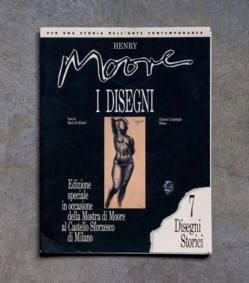 PER UNA STORIA DELL'ARTE CONTEMPORANEA
HENRY
Moore
I DISEGNI
Edizione
speciale
in occasione
della Mostra di Moore
al Castello Sforzesco
di Milano
7
Disegni
Storici